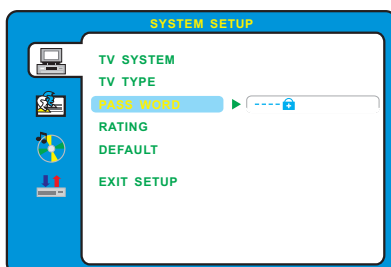 SYSTEM SETUP
TV SYSTEM
TV TYPE
PASS WORD ----
RATING
DEFAULT
EXIT SETUP